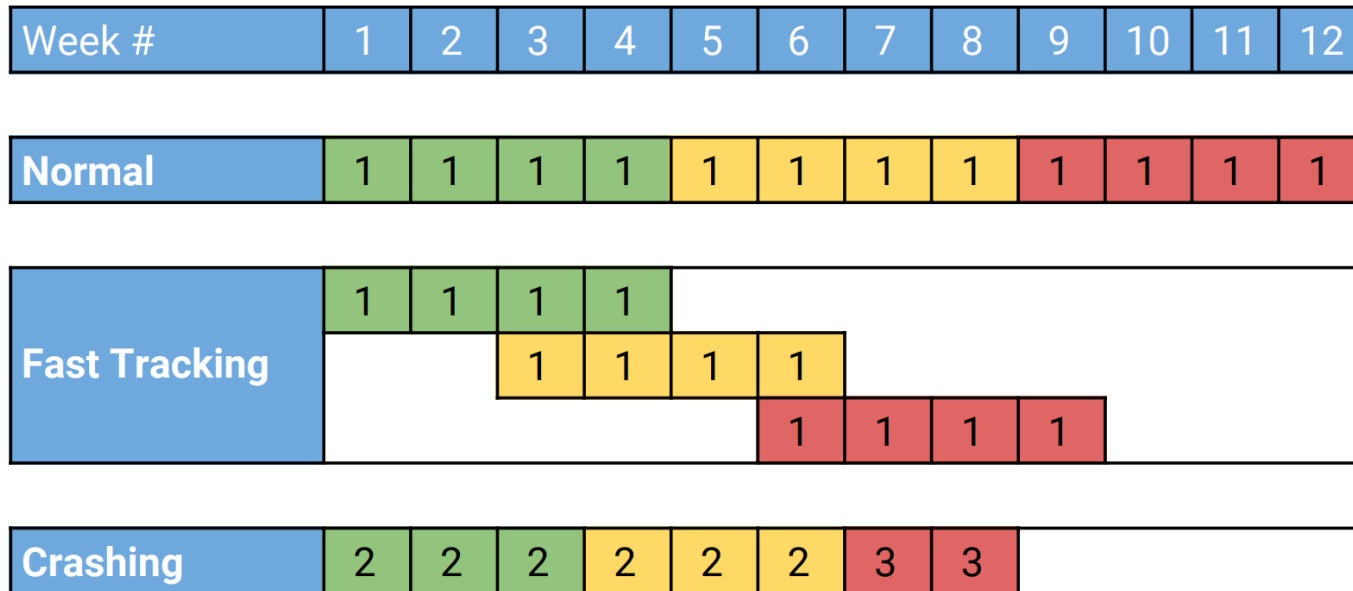 Week # 1 2 3 4 5 6 7 8 9 10 11 12
Normal 1 1 1 1 1 1 1 1 1 1 1 1
1 1 1 1
Fast Tracking 1 1 1 1
1 1 1 1
Crashing 2 2 2 2 2 2 3 3